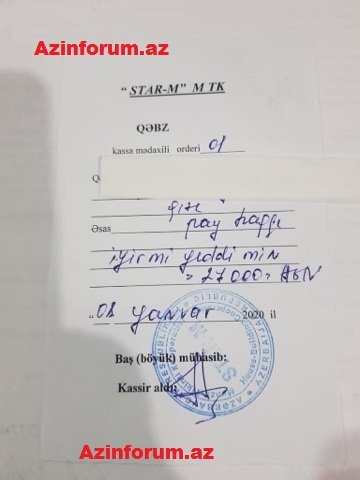 Azinforum.az
“ STAR-M” M TK
QƏBZ
kassa mədaxili orderi 01
Əsas pay haqqı
iyirmi yeddi min
= 27000 = AZN
„ 01 yanvar 2020 il
Baş (böyük) mühasib:
Kassir aldı:
Azinforum.az